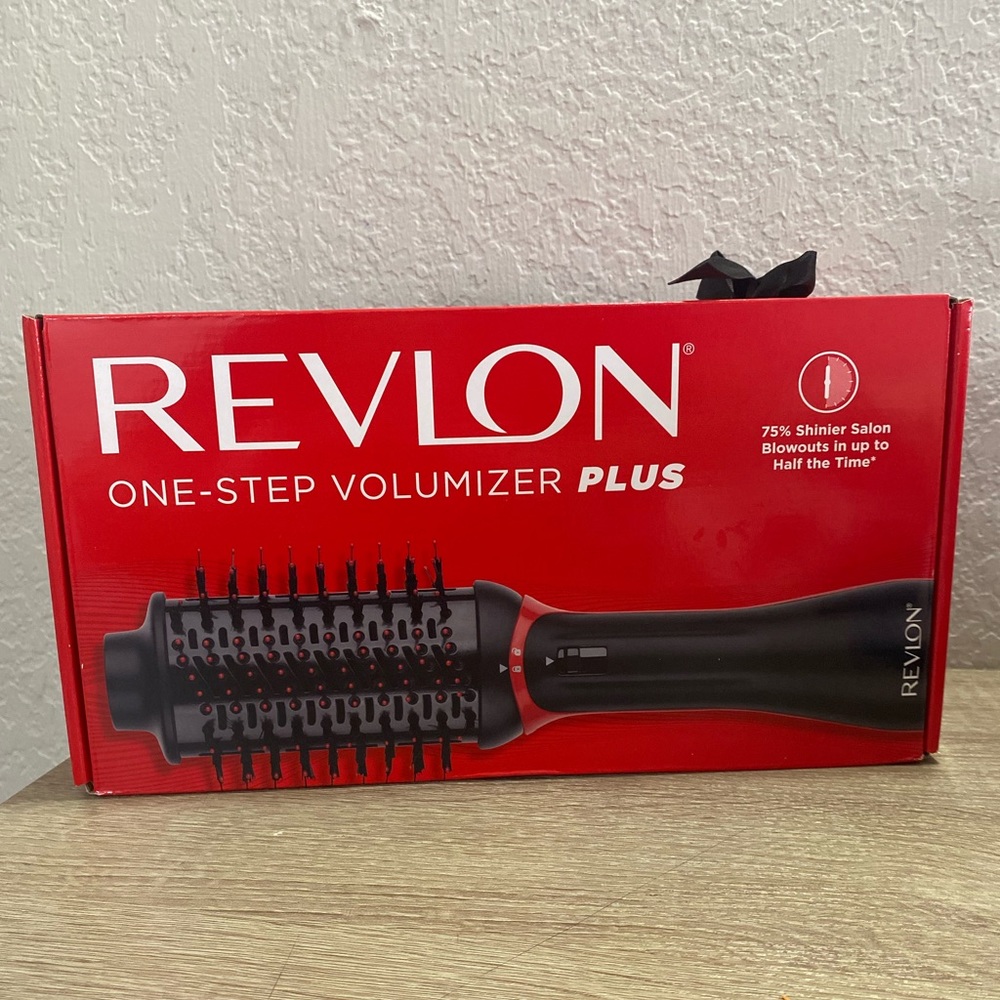 REVLON®
ONE-STEP VOLUMIZER PLUS
75% Shinier Salon
Blowouts in up to
Half the Time*
REVLON®